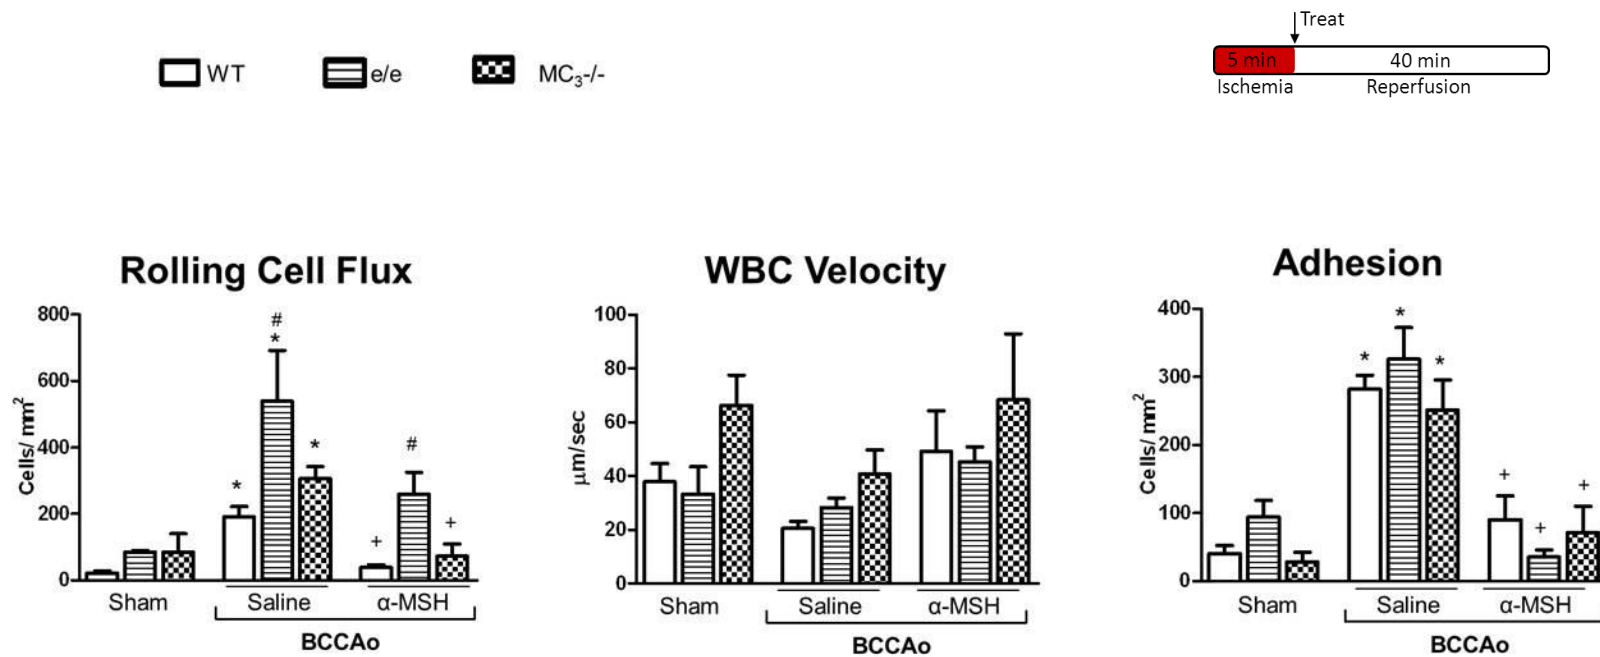 Treat
WT e/e MC₃-/-
5 min 40 min
Ischemia Reperfusion
Rolling Cell Flux
800
600
400
200
0
Cells/ mm²
#
*
*
*
+
#
+
Sham Saline α-MSH
BCCAo
WBC Velocity
100
80
60
40
20
0
μm/sec
Sham Saline α-MSH
BCCAo
Adhesion
400
300
200
100
0
Cells/ mm²
*
*
*
+
+
+
Sham Saline α-MSH
BCCAo